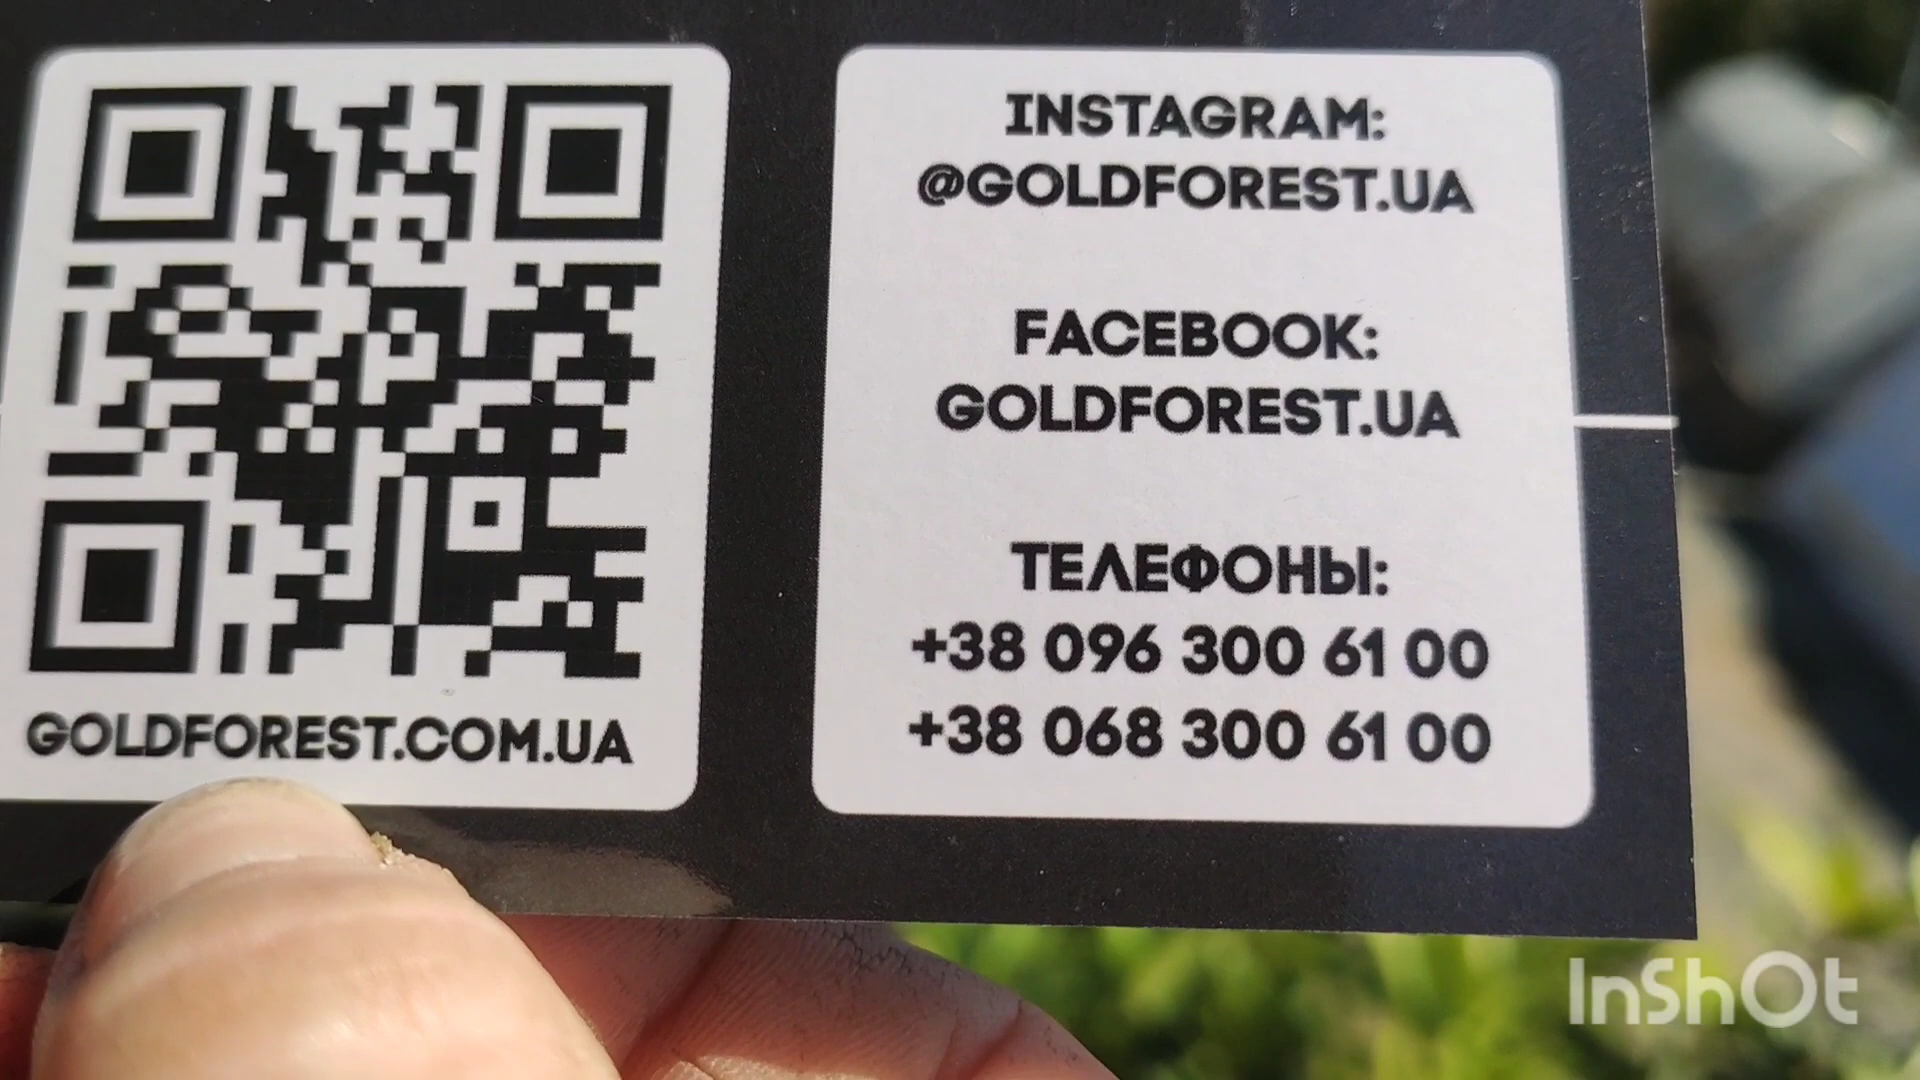 GOLDFOREST.COM.UA
INSTAGRAM:
@GOLDFOREST.UA
FACEBOOK:
GOLDFOREST.UA
ТЕЛЕФОНЫ:
+38 096 300 61 00
+38 068 300 61 00
InShOt